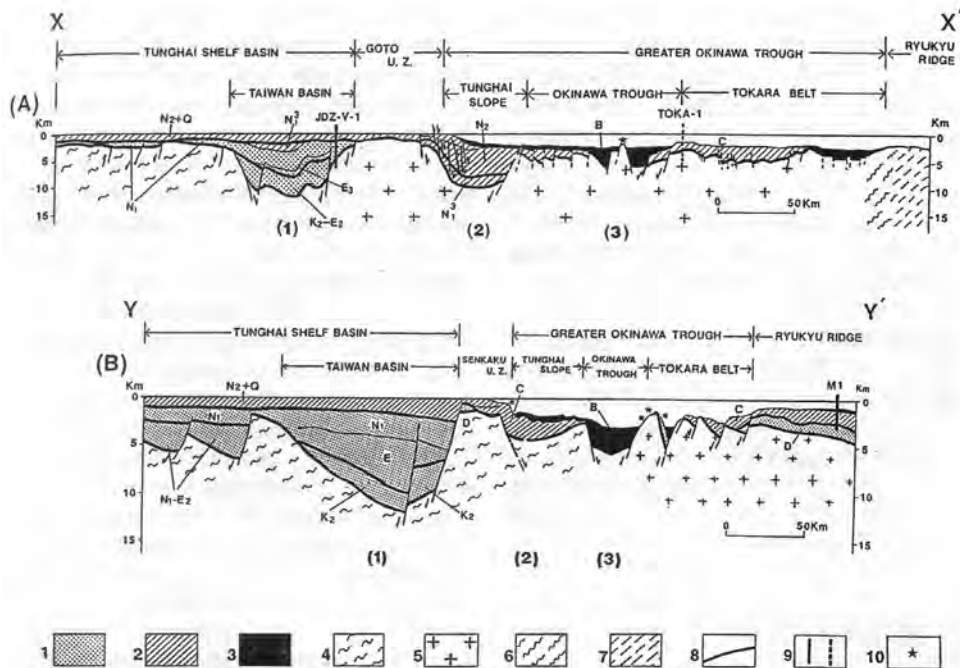 X X′
TUNGHAI SHELF BASIN GOTO U. Z. GREATER OKINAWA TROUGH RYUKYU RIDGE
TAIWAN BASIN TUNGHAI SLOPE OKINAWA TROUGH TOKARA BELT
(A)
N2+Q N₁³ JDZ-V-1 N2 B * TOKA-1 C
Km Km
0 0
5 5
10 10
15 15
N1 K2-E2 E3 N₁³
0 50Km
(1) (2) (3)
Y Y′
TUNGHAI SHELF BASIN GREATER OKINAWA TROUGH RYUKYU RIDGE
(B)
TAIWAN BASIN SENKAKU U. Z. TUNGHAI SLOPE OKINAWA TROUGH TOKARA BELT
N2+Q C B * * * C M1
Km Km
0 0
N1 N1 D D
5 5
E
N1-E2
10 10
K2 K2
0 50Km
15 15
(1) (2) (3)
1 2 3 4 5 6 7 8 9 10 *